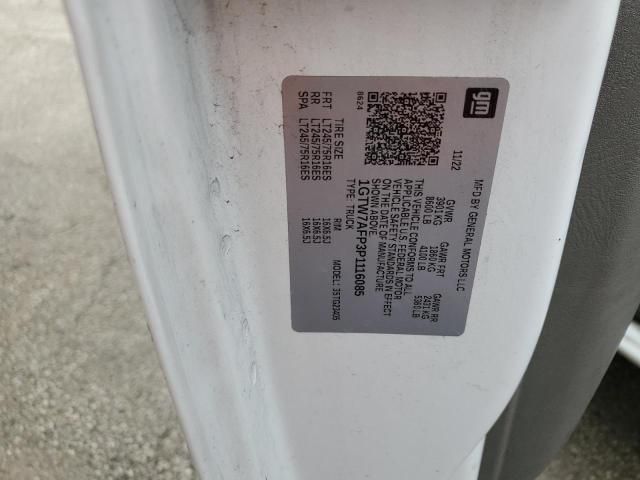 gm
MFD BY GENERAL MOTORS LLC
11/22
GVWR GAWR FRT GAWR RR
3901 KG 1860 KG 2431 KG
8600 LB 4100 LB 5360 LB
THIS VEHICLE CONFORMS TO ALL
APPLICABLE U.S. FEDERAL MOTOR
VEHICLE SAFETY STANDARDS IN EFFECT
ON THE DATE OF MANUFACTURE
SHOWN ABOVE.
1GTW7AFP3P1116085
TYPE: TRUCK
8624
TIRE SIZE RIM
FRT LT245/75R16ES 16X6.5J
RR LT245/75R16ES 16X6.5J
SPA LT245/75R16ES 16X6.5J